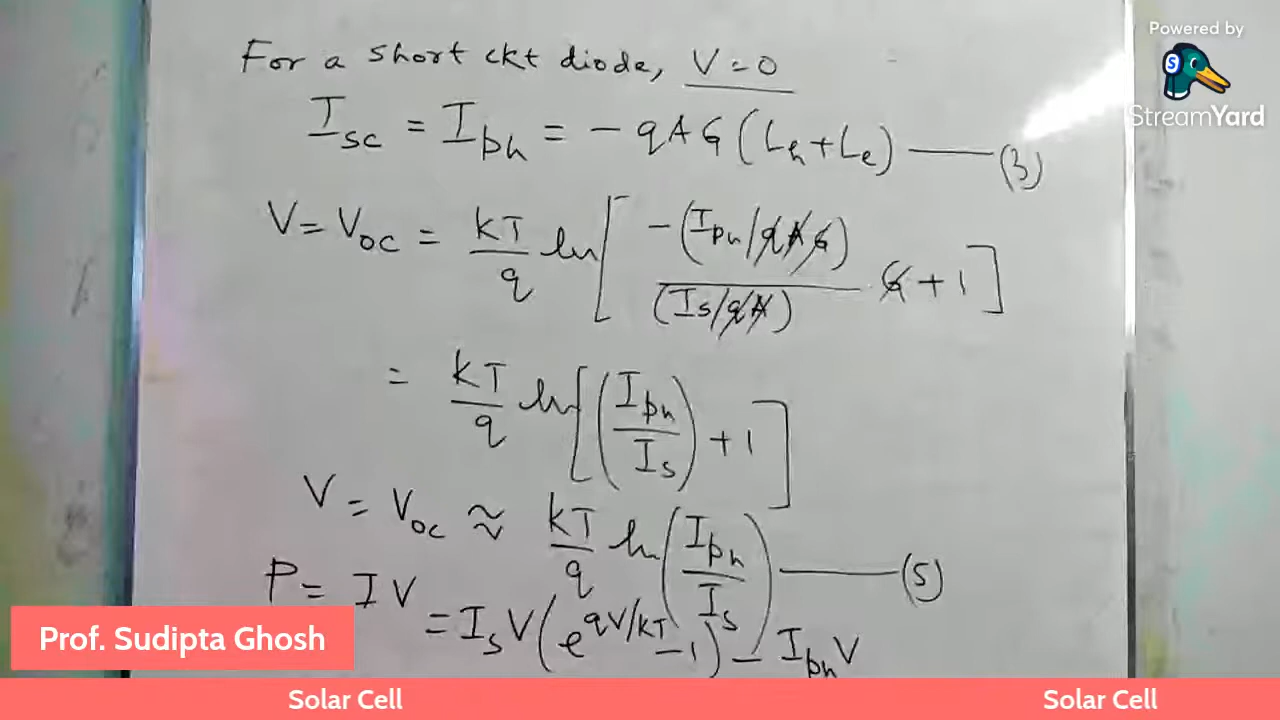 Powered by
StreamYard
For a short ckt diode, V=0
I_sc = I_ph = - qAG (L_h + L_e) —— (3)
V = V_oc = kT/q ln[ -(I_ph/qAG) / (I_s/qA) · G + 1 ]
= kT/q ln[ (I_ph/I_s) + 1 ]
V = V_oc ≈ kT/q ln(I_ph/I_s) —— (5)
P = IV
= I_s V (e^{qV/kT} - 1) - I_ph V
Prof. Sudipta Ghosh
Solar Cell
Solar Cell